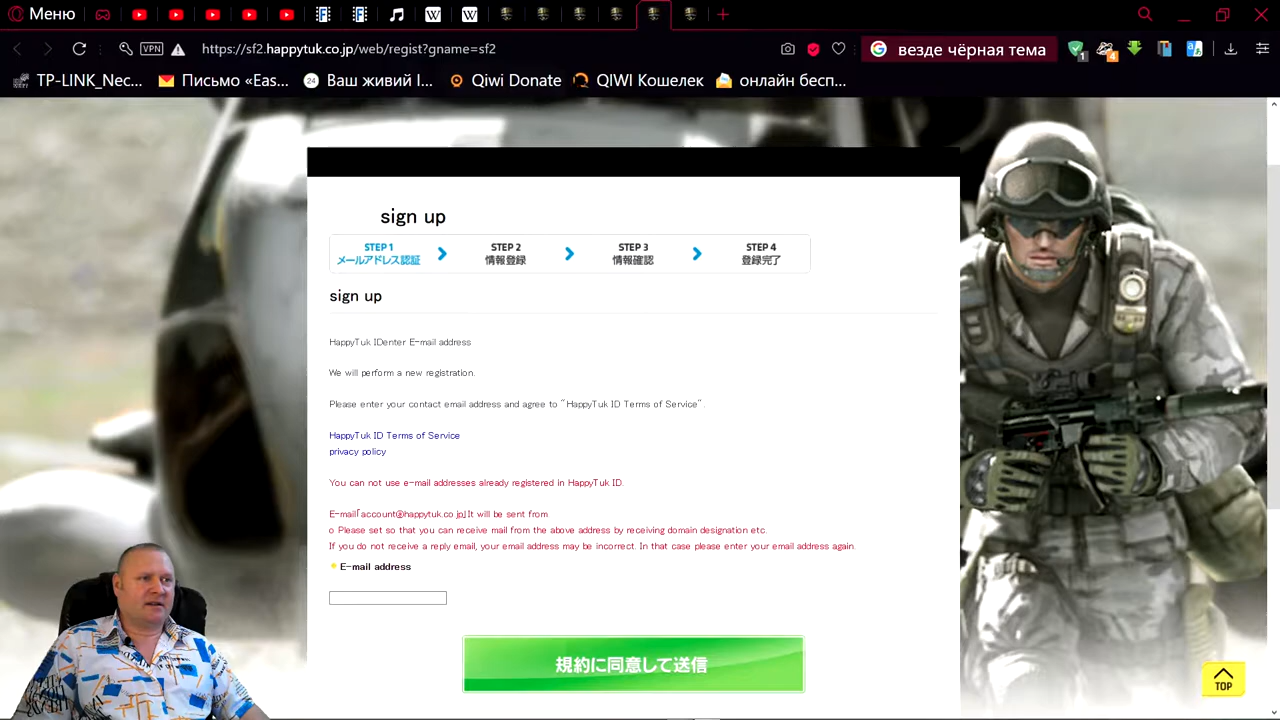 Меню
VPN
https://sf2.happytuk.co.jp/web/regist?gname=sf2
везде чёрная тема
1
4
TP-LINK_Nec...
Письмо «Eas...
24
Ваш живий I...
Qiwi Donate
QIWI Кошелек
онлайн бесп...
sign up
STEP 1
メールアドレス認証
STEP 2
情報登録
STEP 3
情報確認
STEP 4
登録完了
sign up
HappyTuk IDenter E-mail address
We will perform a new registration.
Please enter your contact email address and agree to "HappyTuk ID Terms of Service".
HappyTuk ID Terms of Service
privacy policy
You can not use e-mail addresses already registered in HappyTuk ID.
E-mail「account@happytuk.co.jp」It will be sent from
o Please set so that you can receive mail from the above address by receiving domain designation etc.
If you do not receive a reply email, your email address may be incorrect. In that case please enter your email address again.
E-mail address
規約に同意して送信
TOP